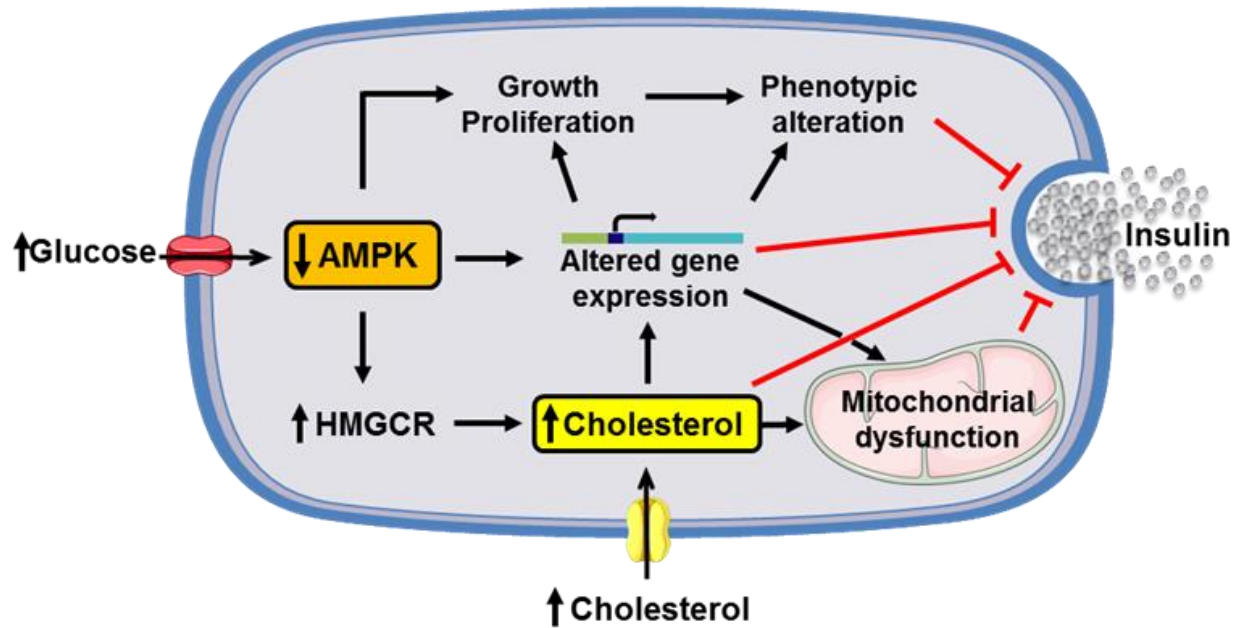 Growth
Proliferation
Phenotypic
alteration
↑Glucose
↓ AMPK
Altered gene
expression
Insulin
↑ HMGCR
↑ Cholesterol
Mitochondrial
dysfunction
↑ Cholesterol